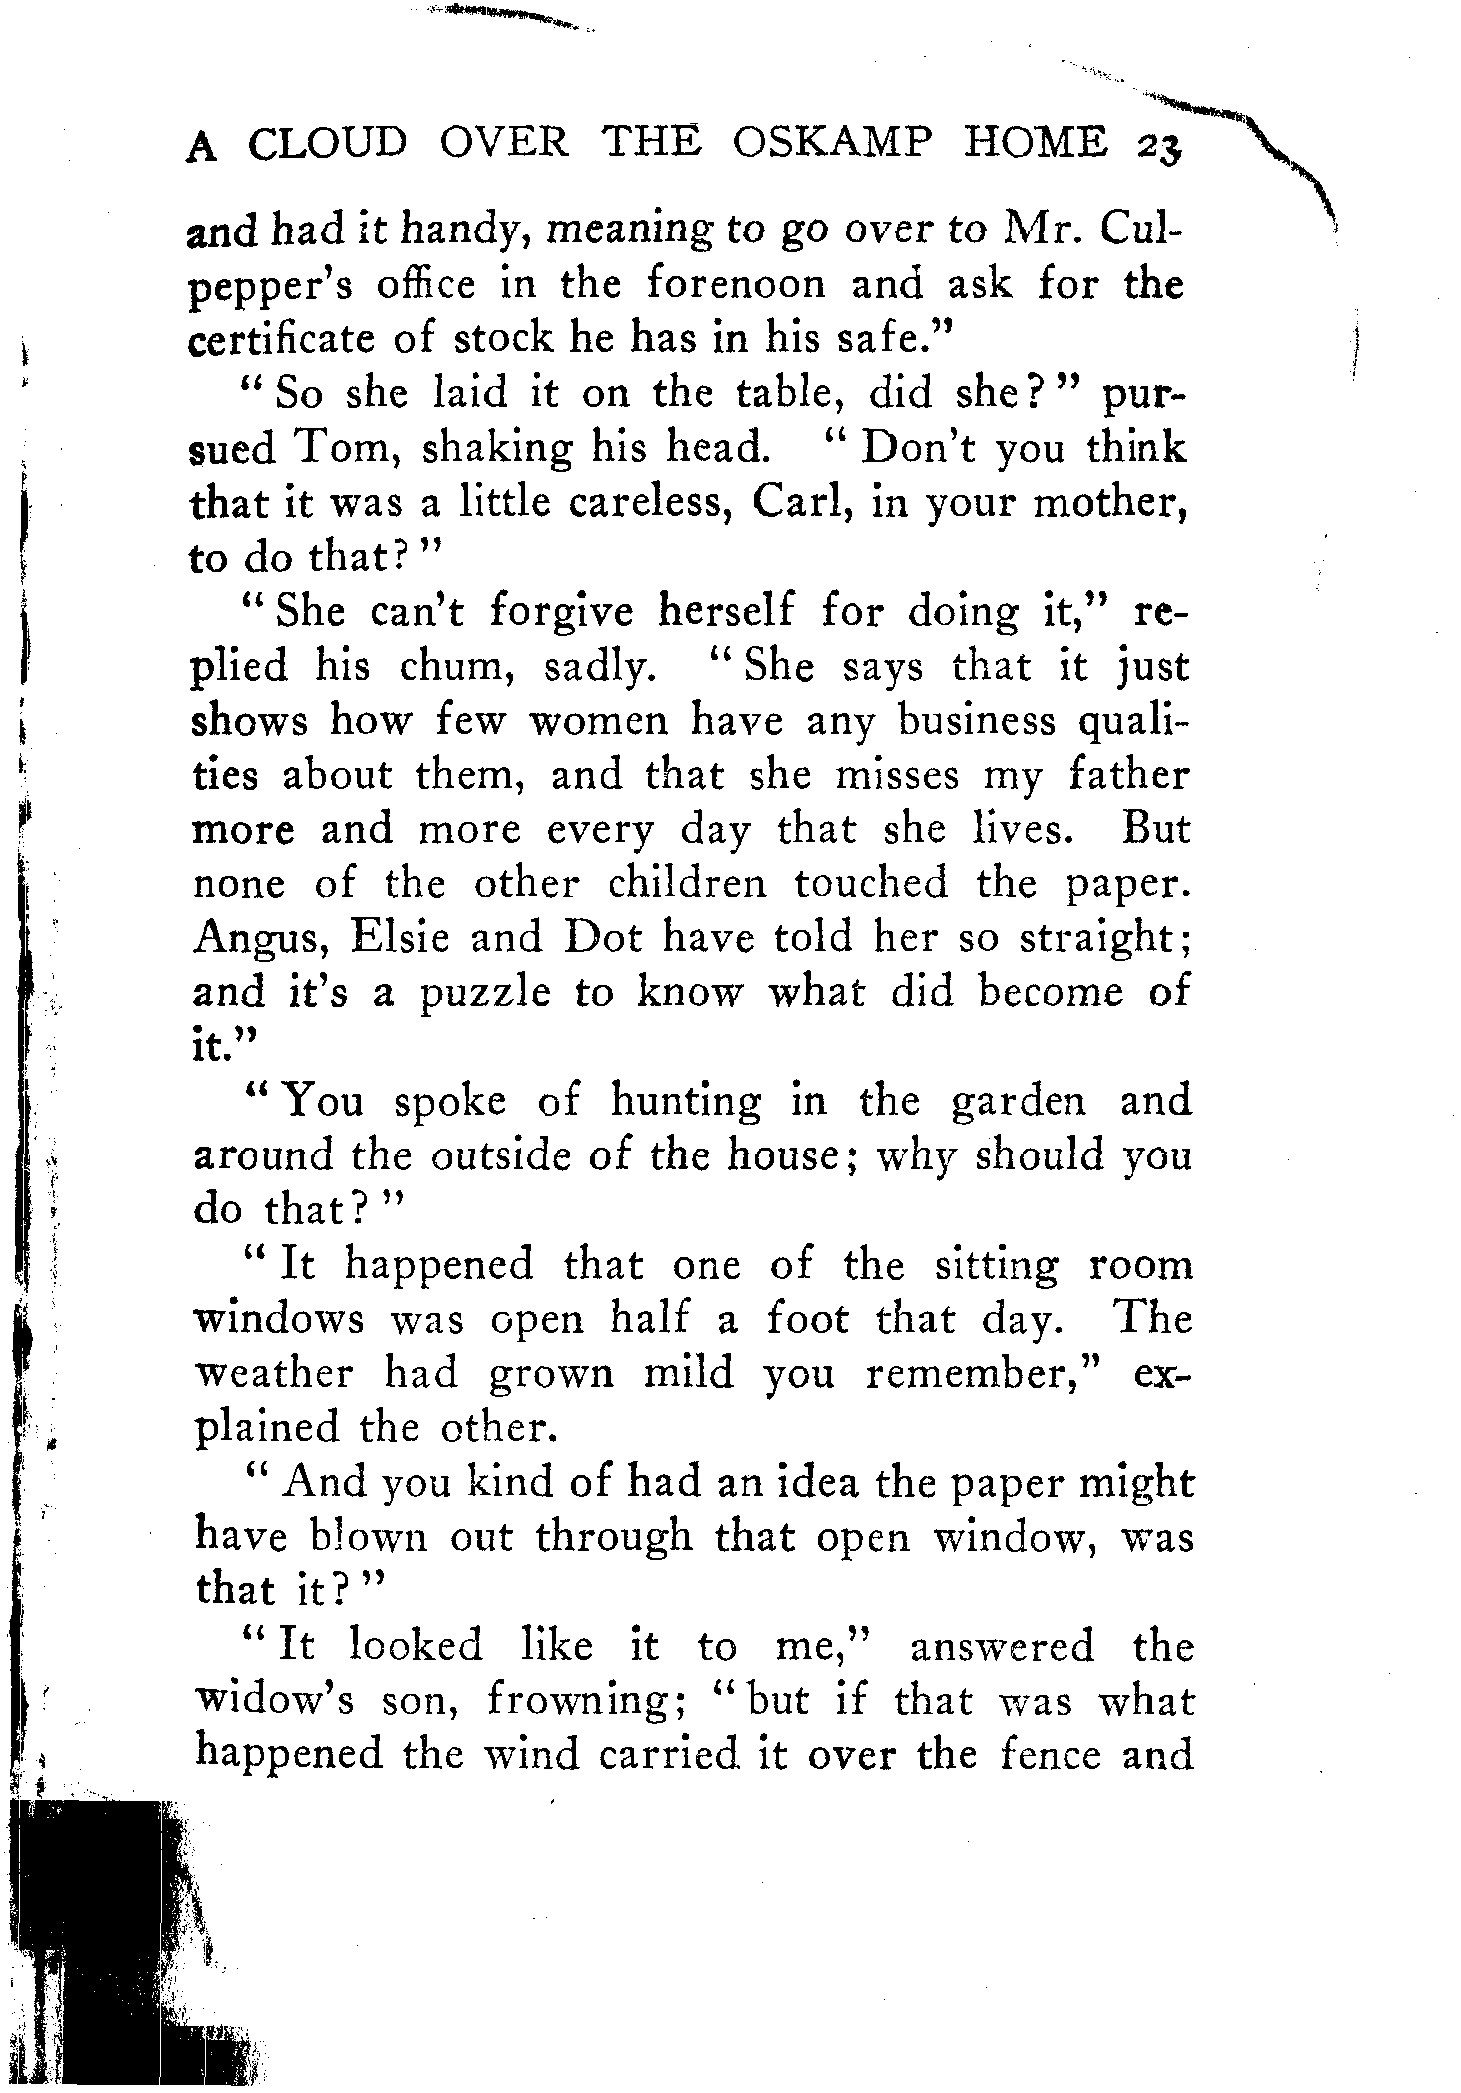 A CLOUD OVER THE OSKAMP HOME 23
and had it handy, meaning to go over to Mr. Cul-
pepper's office in the forenoon and ask for the
certificate of stock he has in his safe."
"So she laid it on the table, did she?" pur-
sued Tom, shaking his head. "Don't you think
that it was a little careless, Carl, in your mother,
to do that?"
"She can't forgive herself for doing it," re-
plied his chum, sadly. "She says that it just
shows how few women have any business quali-
ties about them, and that she misses my father
more and more every day that she lives. But
none of the other children touched the paper.
Angus, Elsie and Dot have told her so straight;
and it's a puzzle to know what did become of
it."
"You spoke of hunting in the garden and
around the outside of the house; why should you
do that?"
"It happened that one of the sitting room
windows was open half a foot that day. The
weather had grown mild you remember," ex-
plained the other.
"And you kind of had an idea the paper might
have blown out through that open window, was
that it?"
"It looked like it to me," answered the
widow's son, frowning; "but if that was what
happened the wind carried it over the fence and